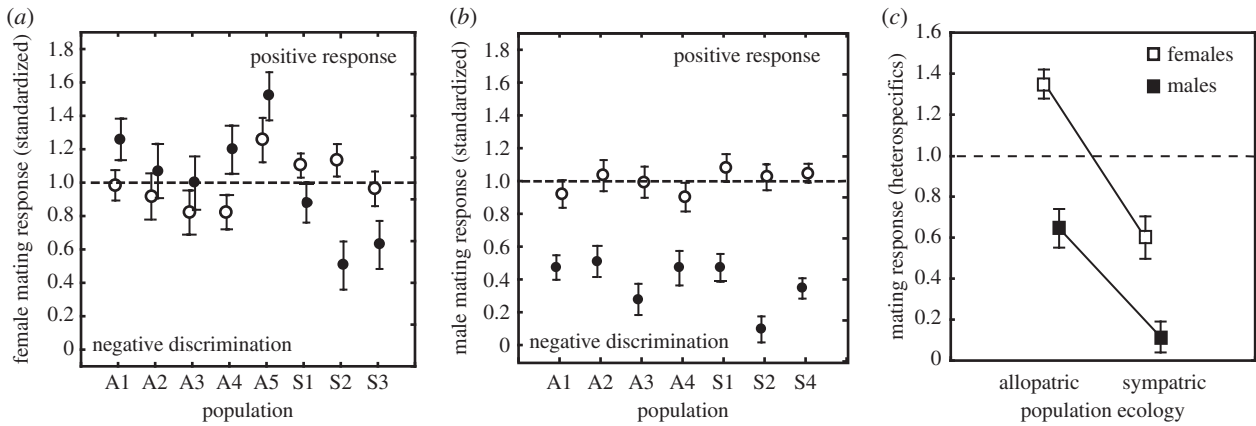 (a)
female mating response (standardized)
1.8
1.6
1.4
1.2
1.0
0.8
0.6
0.4
0.2
0
positive response
negative discrimination
A1 A2 A3 A4 A5 S1 S2 S3
population
(b)
male mating response (standardized)
1.8
1.6
1.4
1.2
1.0
0.8
0.6
0.4
0.2
0
positive response
negative discrimination
A1 A2 A3 A4 S1 S2 S4
population
(c)
mating response (heterospecifics)
1.6
1.4
1.2
1.0
0.8
0.6
0.4
0.2
0
females
males
allopatric sympatric
population ecology